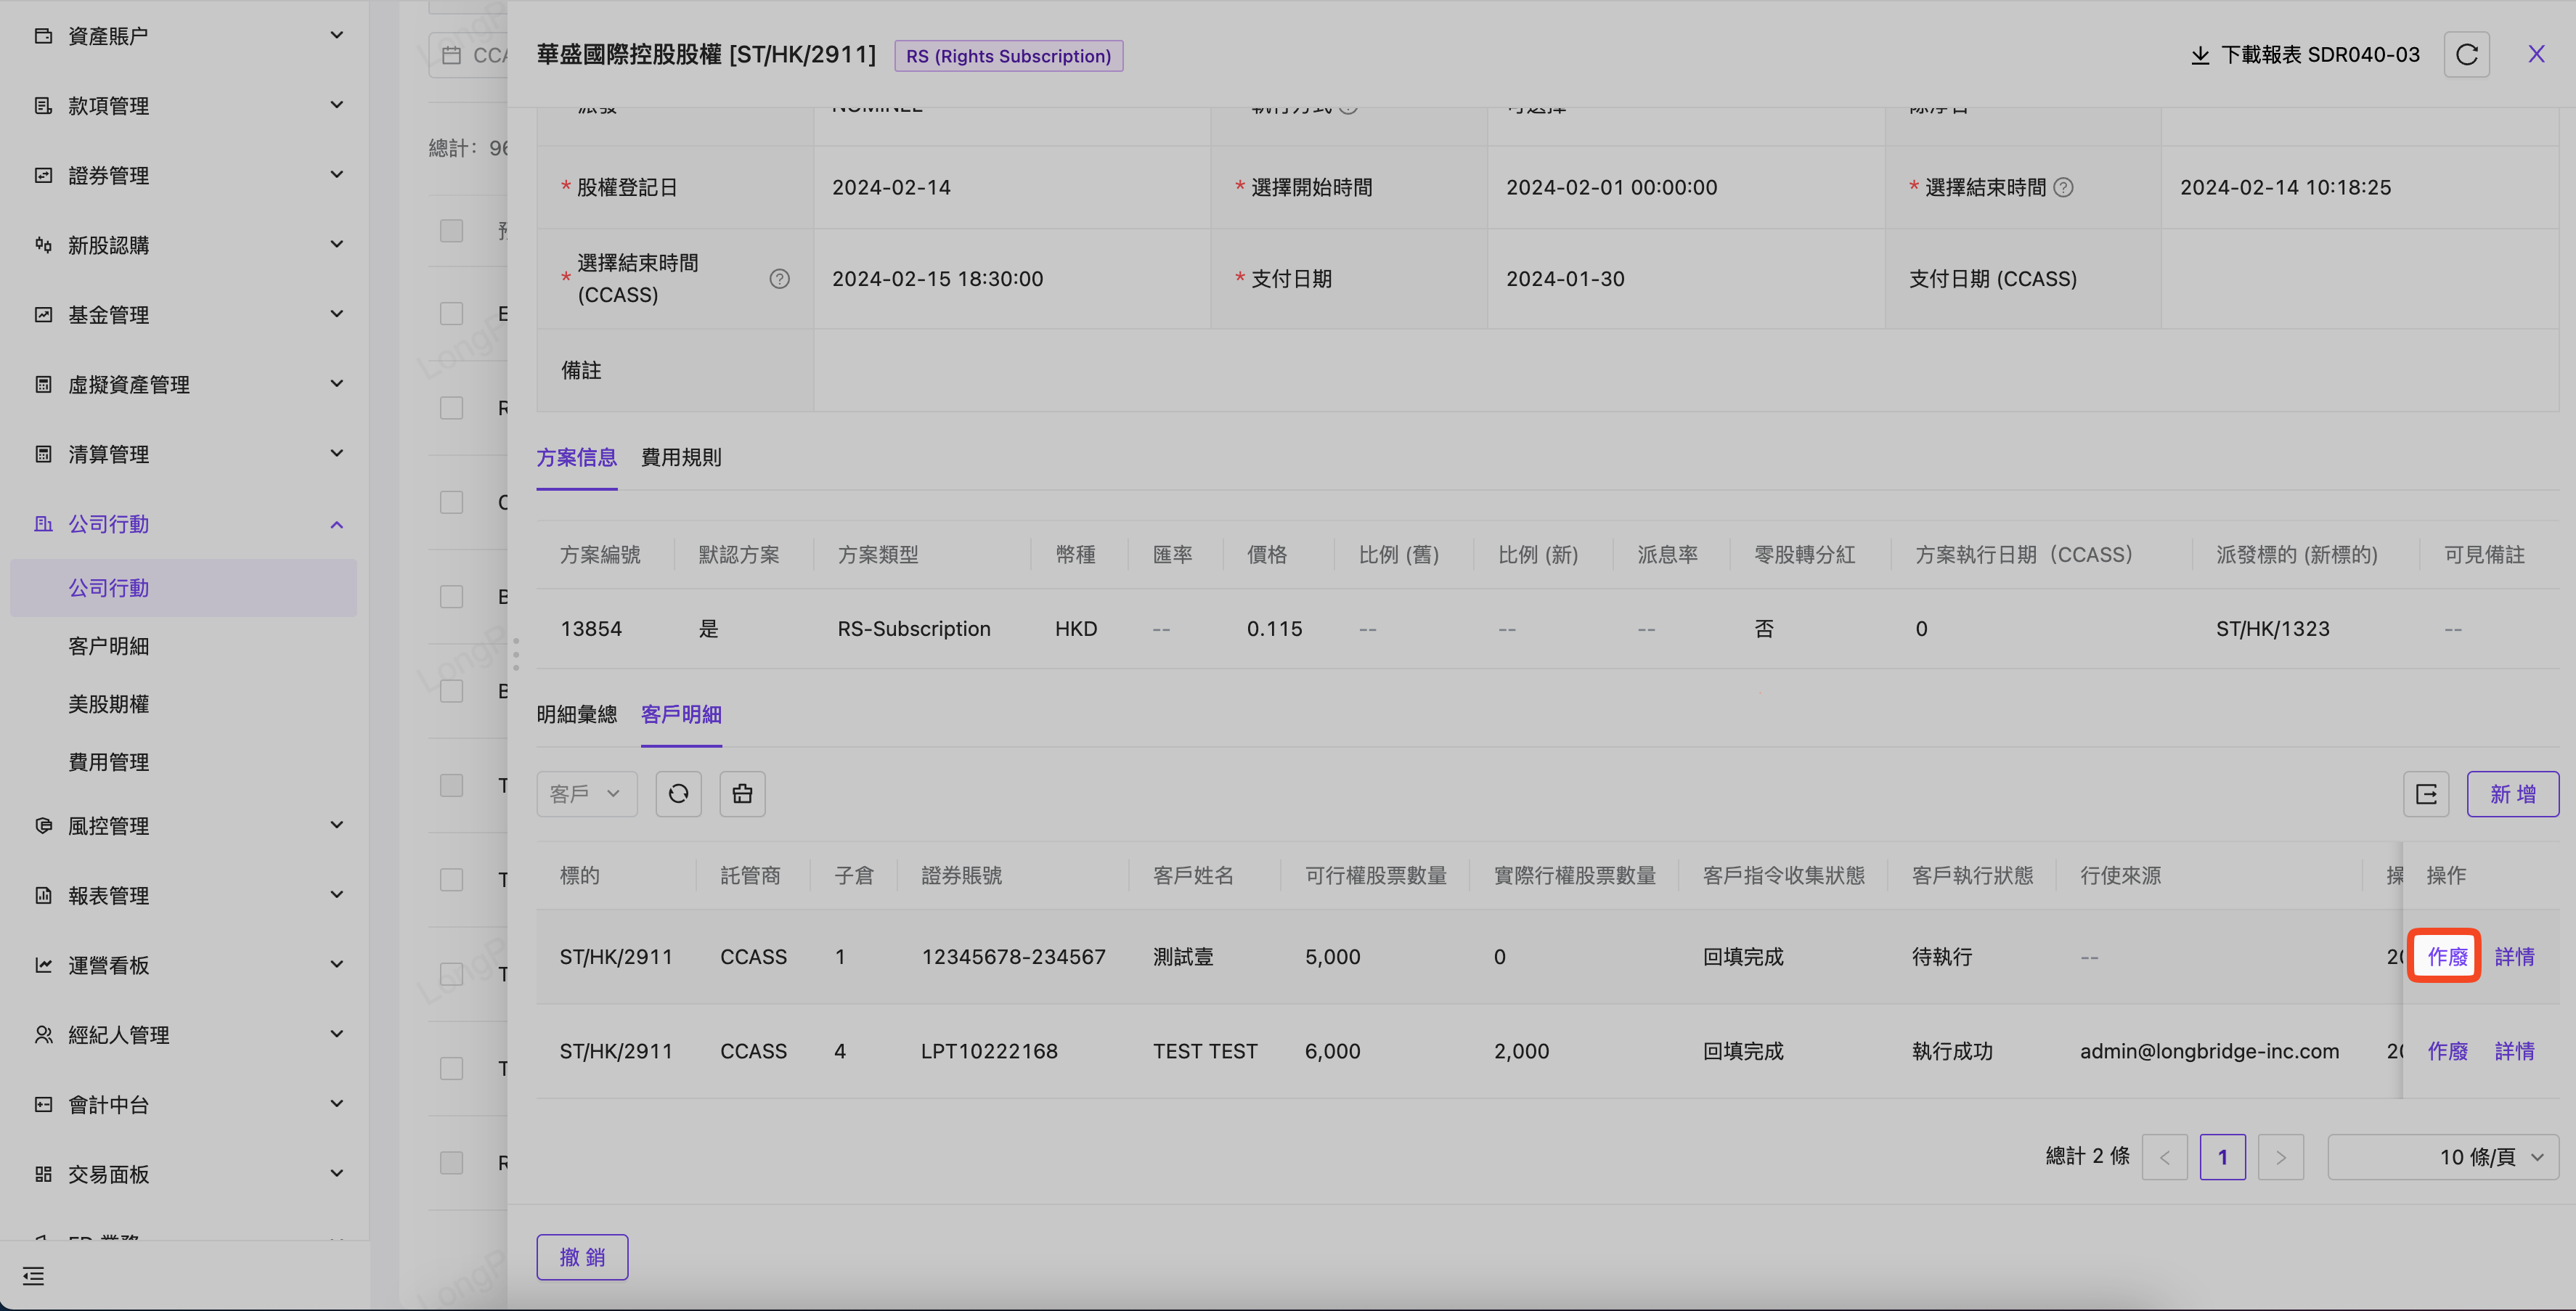 資產賬户
款項管理
證券管理
新股認購
基金管理
虛擬資產管理
清算管理
公司行動
公司行動
客户明細
美股期權
費用管理
風控管理
報表管理
運營看板
經紀人管理
會計中台
交易面板
總計: 96
華盛國際控股股權 [ST/HK/2911] RS (Rights Subscription) 下載報表 SDR040-03
派發 NOMINEE 執行方式 可選擇 除淨日
* 股權登記日 2024-02-14 * 選擇開始時間 2024-02-01 00:00:00 * 選擇結束時間 2024-02-14 10:18:25
* 選擇結束時間 (CCASS) 2024-02-15 18:30:00 * 支付日期 2024-01-30 支付日期 (CCASS)
備註
方案信息 費用規則
方案編號 默認方案 方案類型 幣種 匯率 價格 比例 (舊) 比例 (新) 派息率 零股轉分紅 方案執行日期（CCASS） 派發標的 (新標的) 可見備註
13854 是 RS-Subscription HKD -- 0.115 -- -- -- 否 0 ST/HK/1323 --
明細彙總 客戶明細
客戶 新 增
標的 託管商 子倉 證券賬號 客戶姓名 可行權股票數量 實際行權股票數量 客戶指令收集狀態 客戶執行狀態 行使來源 操 操作
ST/HK/2911 CCASS 1 12345678-234567 測試壹 5,000 0 回填完成 待執行 -- 20 作廢 詳情
ST/HK/2911 CCASS 4 LPT10222168 TEST TEST 6,000 2,000 回填完成 執行成功 admin@longbridge-inc.com 20 作廢 詳情
總計 2 條 < 1 > 10 條/頁
撤 銷